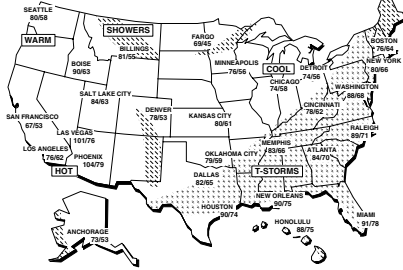 SEATTLE
80/58
WARM
SHOWERS
BILLINGS
81/55
FARGO
69/45
BOISE
90/63
MINNEAPOLIS
76/56
COOL
CHICAGO
74/58
DETROIT
74/56
BOSTON
76/64
NEW YORK
80/66
WASHINGTON
88/68
SALT LAKE CITY
84/63
DENVER
78/53
KANSAS CITY
80/61
CINCINNATI
78/62
RALEIGH
89/71
SAN FRANCISCO
67/53
LAS VEGAS
101/76
LOS ANGELES
76/62
PHOENIX
104/79
HOT
OKLAHOMA CITY
79/59
MEMPHIS
83/66
ATLANTA
84/70
DALLAS
82/65
T-STORMS
HOUSTON
90/74
NEW ORLEANS
90/75
MIAMI
91/78
ANCHORAGE
73/53
HONOLULU
88/75